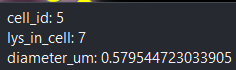 cell_id: 5
lys_in_cell: 7
diameter_um: 0.579544723033905